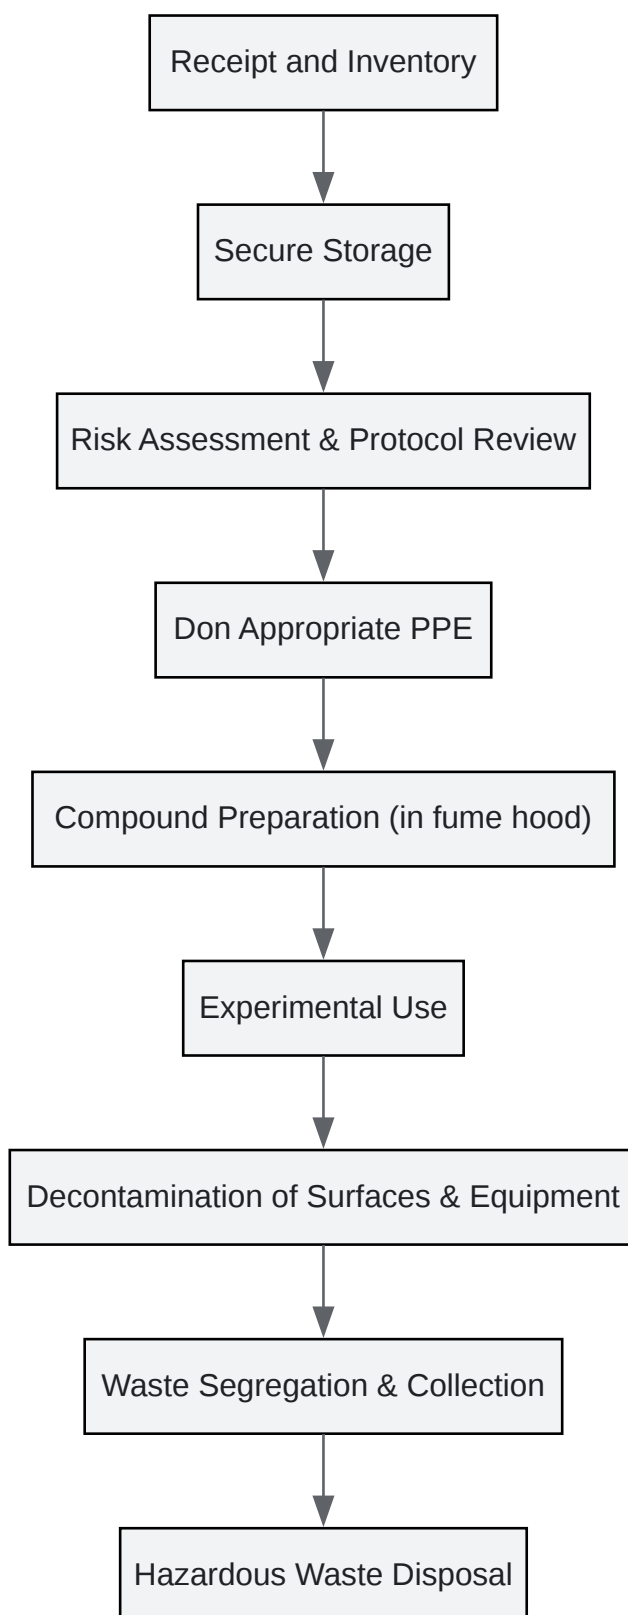 Receipt and Inventory
Secure Storage
Risk Assessment & Protocol Review
Don Appropriate PPE
Compound Preparation (in fume hood)
Experimental Use
Decontamination of Surfaces & Equipment
Waste Segregation & Collection
Hazardous Waste Disposal